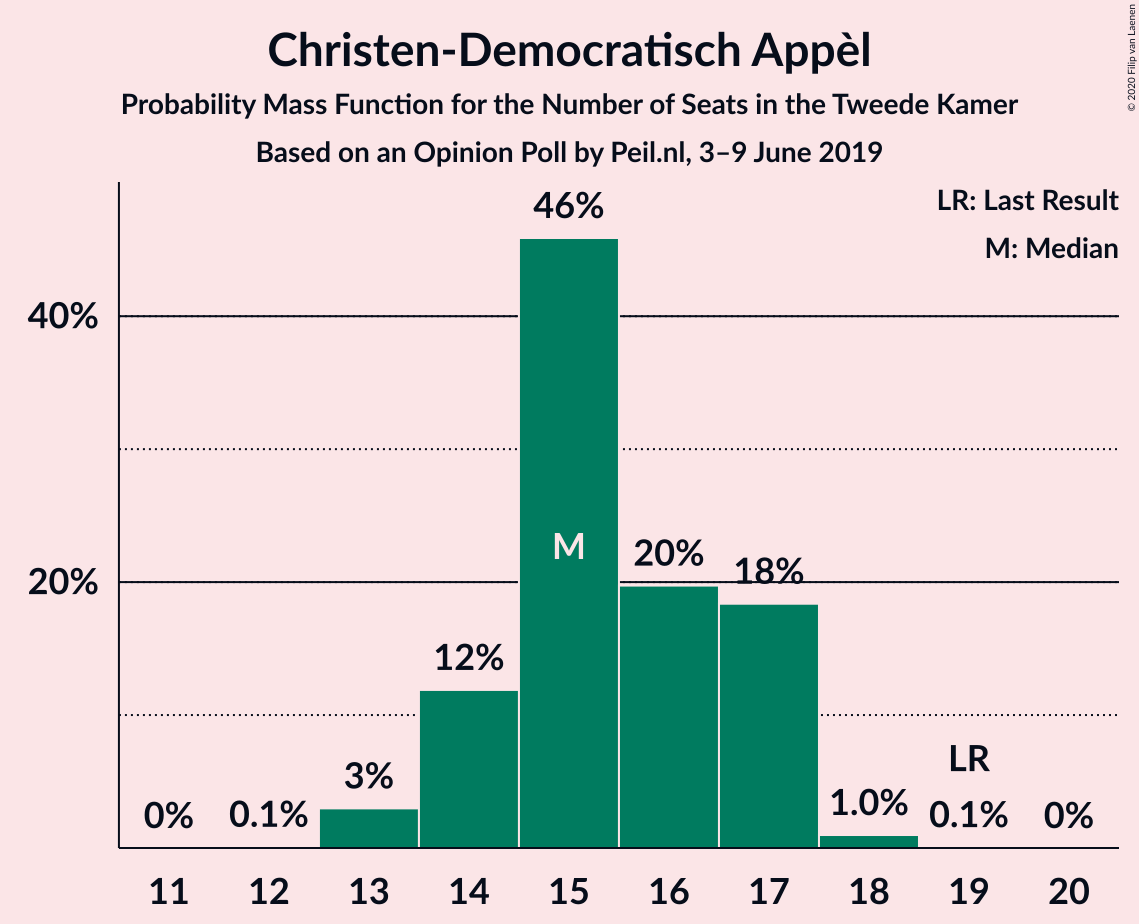 Christen-Democratisch Appèl
Probability Mass Function for the Number of Seats in the Tweede Kamer
Based on an Opinion Poll by Peil.nl, 3–9 June 2019
© 2020 Filip van Laenen
LR: Last Result
M: Median
40%
20%
0%
0.1%
3%
12%
46%
M
20%
18%
1.0%
LR
0.1%
0%
11 12 13 14 15 16 17 18 19 20